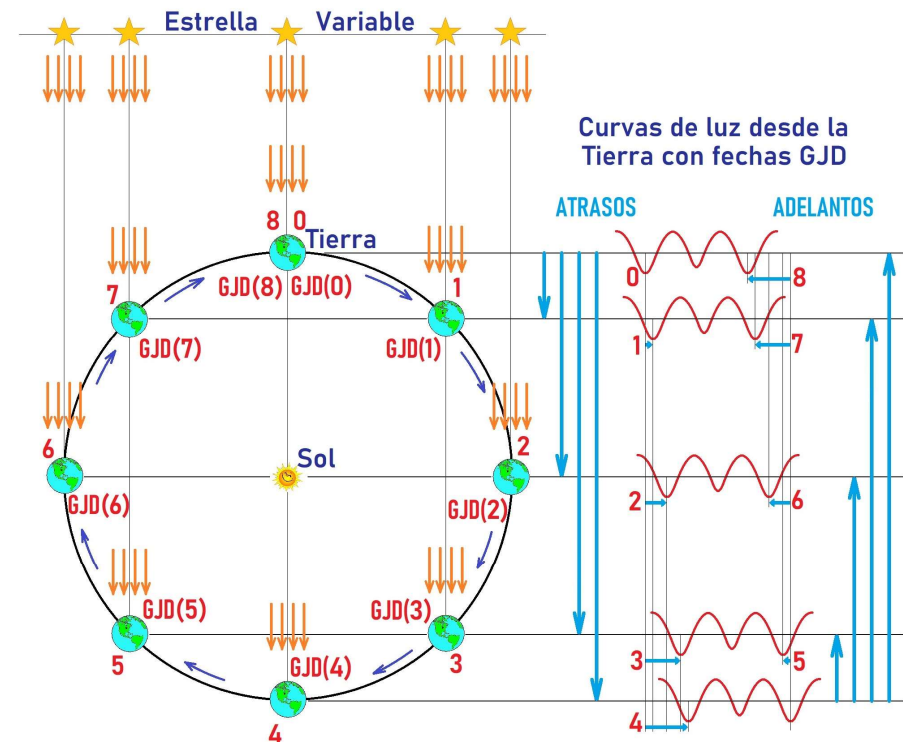 Estrella Variable
Curvas de luz desde la
Tierra con fechas GJD
ATRASOS
ADELANTOS
8 0
Tierra
GJD(8) GJD(0)
0
8
7
1
GJD(7)
GJD(1)
1
7
6
Sol
2
GJD(6)
GJD(2)
2
6
GJD(5)
GJD(3)
5
3
3
5
GJD(4)
4
4